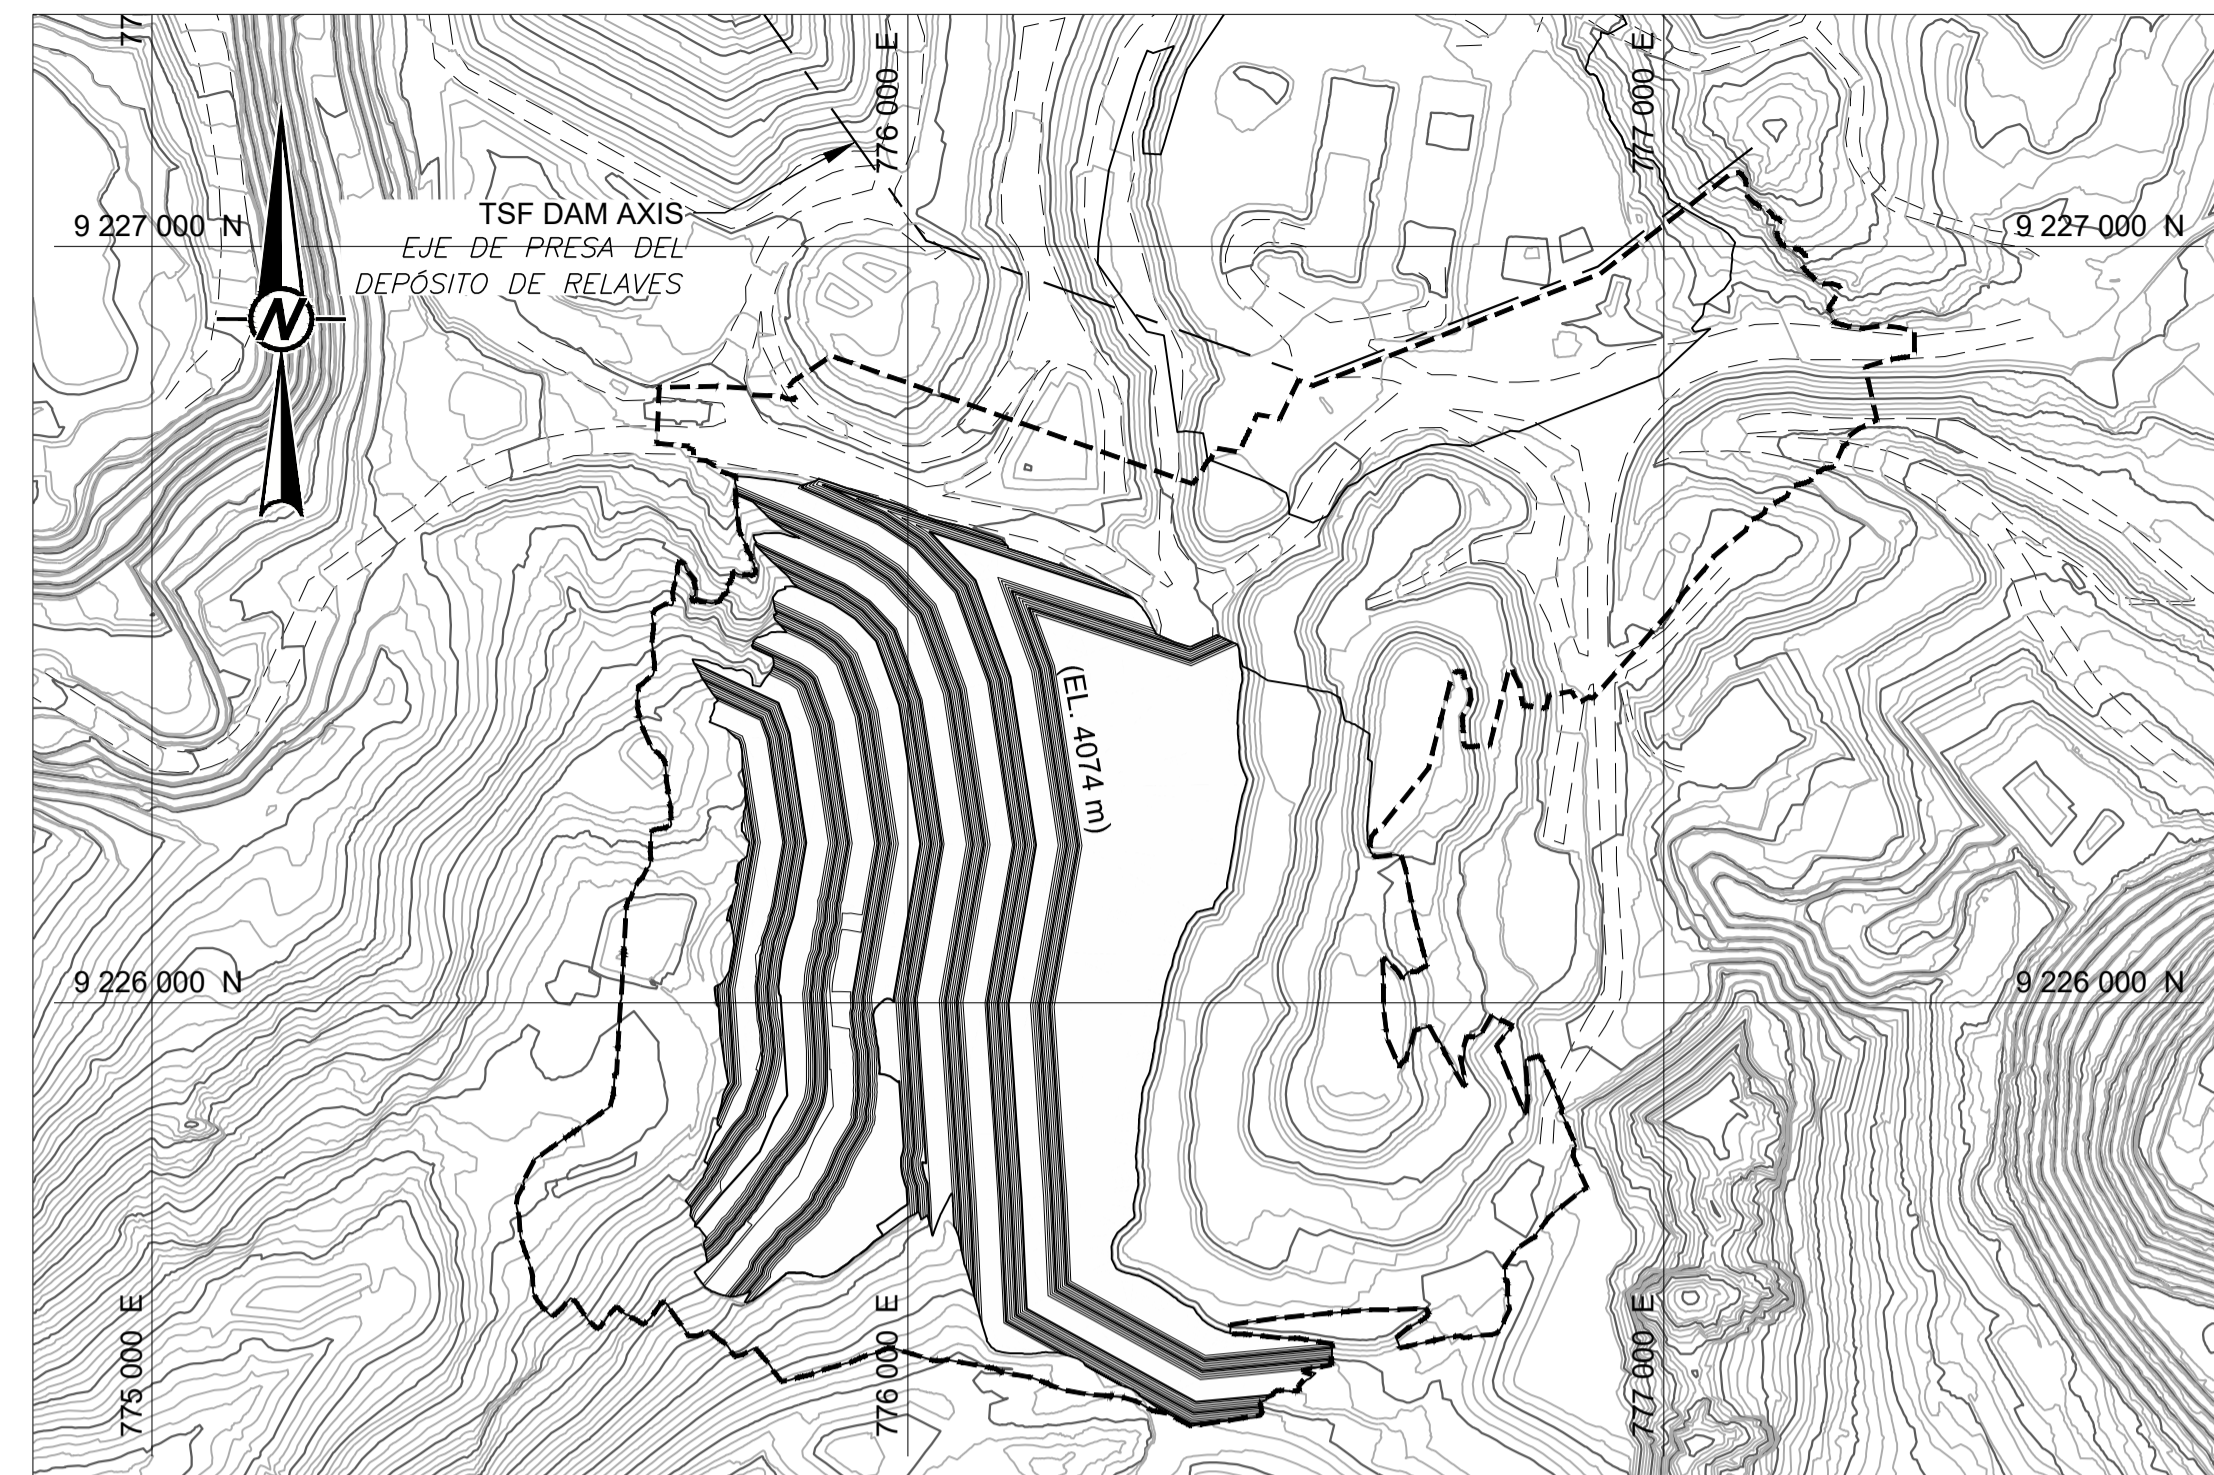 77
776 000 E
777 000 E
9 227 000 N
TSF DAM AXIS
EJE DE PRESA DEL
DEPÓSITO DE RELAVES
9 227 000 N
N
(EL. 4074 m)
9 226 000 N
9 226 000 N
775 000 E
776 000 E
777 000 E